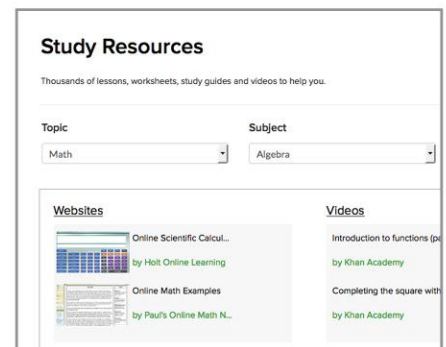 Study Resources
Thousands of lessons, worksheets, study guides and videos to help you.
Topic Subject
Math Algebra
Websites Videos
Online Scientific Calcul... Introduction to functions (pa
by Holt Online Learning by Khan Academy
Online Math Examples Completing the square with
by Paul's Online Math N... by Khan Academy